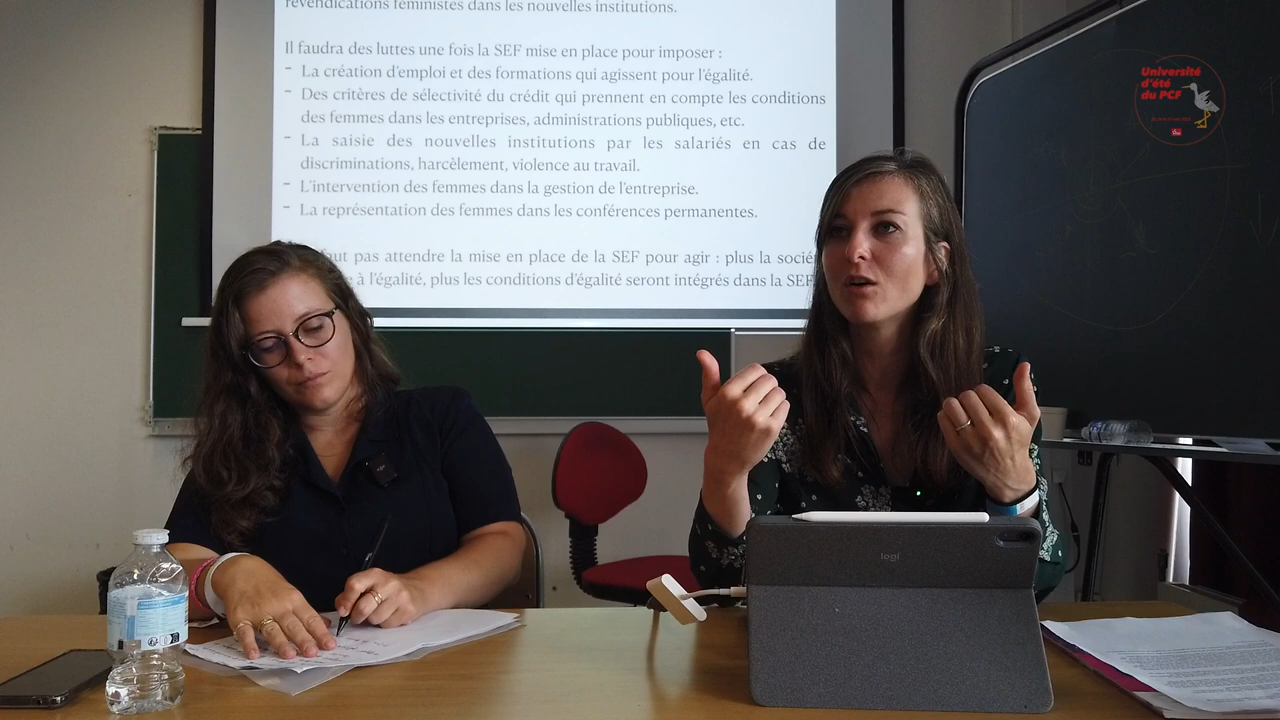 revendications féministes dans les nouvelles institutions.
Il faudra des luttes une fois la SEF mise en place pour imposer :
- La création d'emploi et des formations qui agissent pour l'égalité.
- Des critères de sélectivité du crédit qui prennent en compte les conditions
des femmes dans les entreprises, administrations publiques, etc.
- La saisie des nouvelles institutions par les salariés en cas de
discriminations, harcèlement, violence au travail.
- L'intervention des femmes dans la gestion de l'entreprise.
- La représentation des femmes dans les conférences permanentes.
pas attendre la mise en place de la SEF pour agir : plus la
à l'égalité, plus les conditions d'égalité seront intégrés dans la SEF
Université
d'été
du PCF
logi